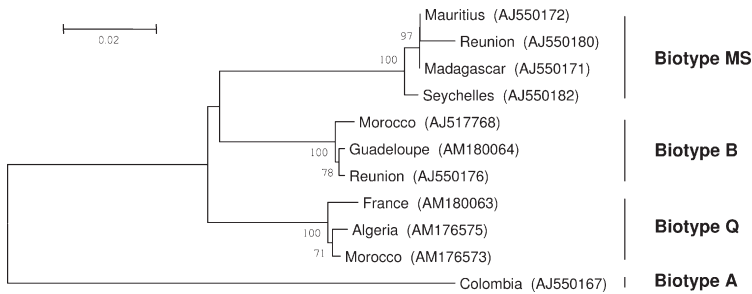 Mauritius (AJ550172)
0.02
97
Reunion (AJ550180)
100
Madagascar (AJ550171)
Biotype MS
Seychelles (AJ550182)
Morocco (AJ517768)
100
Guadeloupe (AM180064)
Biotype B
78
Reunion (AJ550176)
France (AM180063)
100
Algeria (AM176575)
Biotype Q
71
Morocco (AM176573)
Colombia (AJ550167)
Biotype A